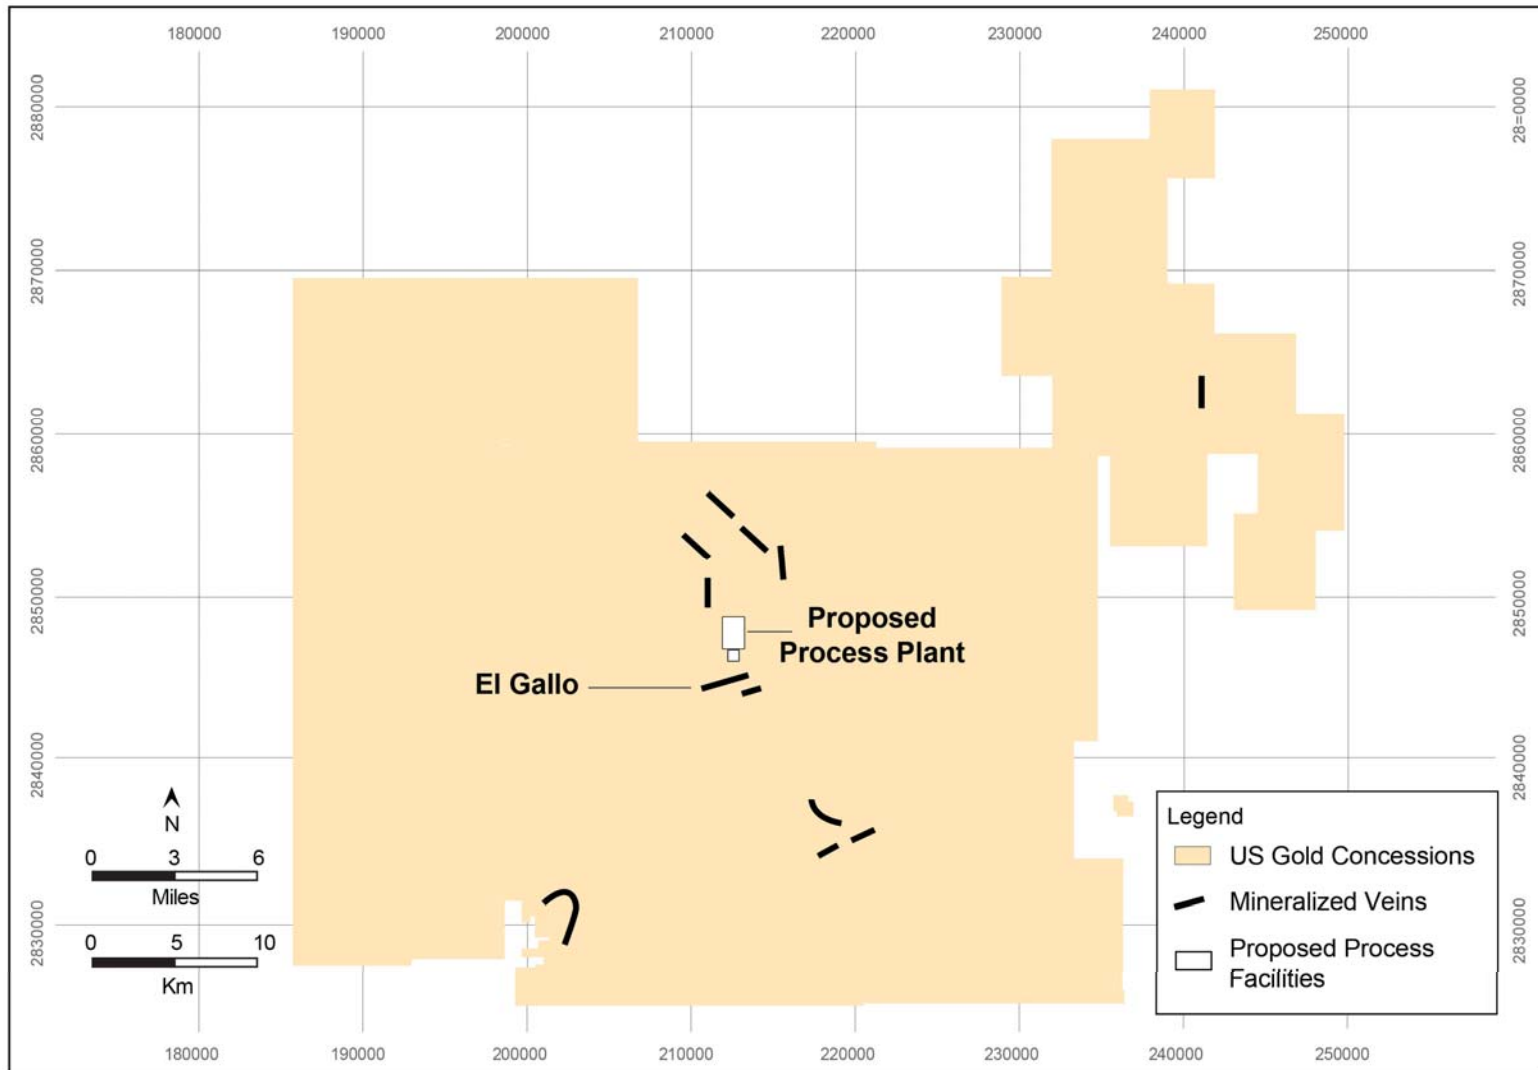 180000 190000 200000 210000 220000 230000 240000 250000
2880000 28=0000
2870000 2870000
2860000 2860000
2850000 2850000
Proposed
Process Plant
El Gallo
2840000 2840000
N
0 3 6
Miles
0 5 10
Km
2830000 2830000
Legend
US Gold Concessions
Mineralized Veins
Proposed Process
Facilities
180000 190000 200000 210000 220000 230000 240000 250000